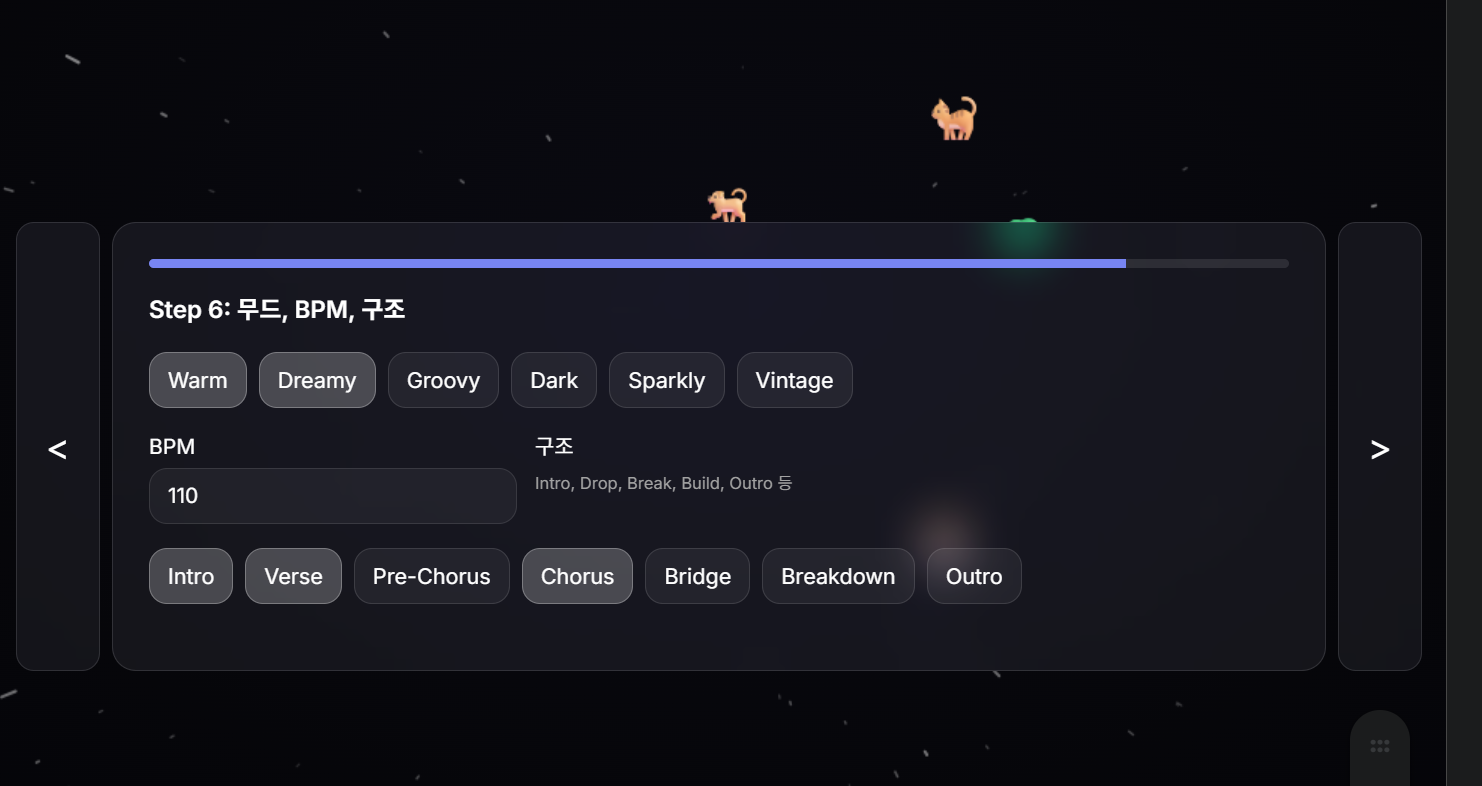 Step 6: 무드, BPM, 구조
Warm Dreamy Groovy Dark Sparkly Vintage
BPM 구조
110 Intro, Drop, Break, Build, Outro 등
Intro Verse Pre-Chorus Chorus Bridge Breakdown Outro
< >